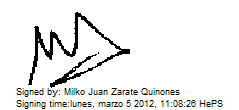 Signed by: Milko Juan Zarate Quinones
Signing time:lunes, marzo 5 2012, 11:08:26 HePS